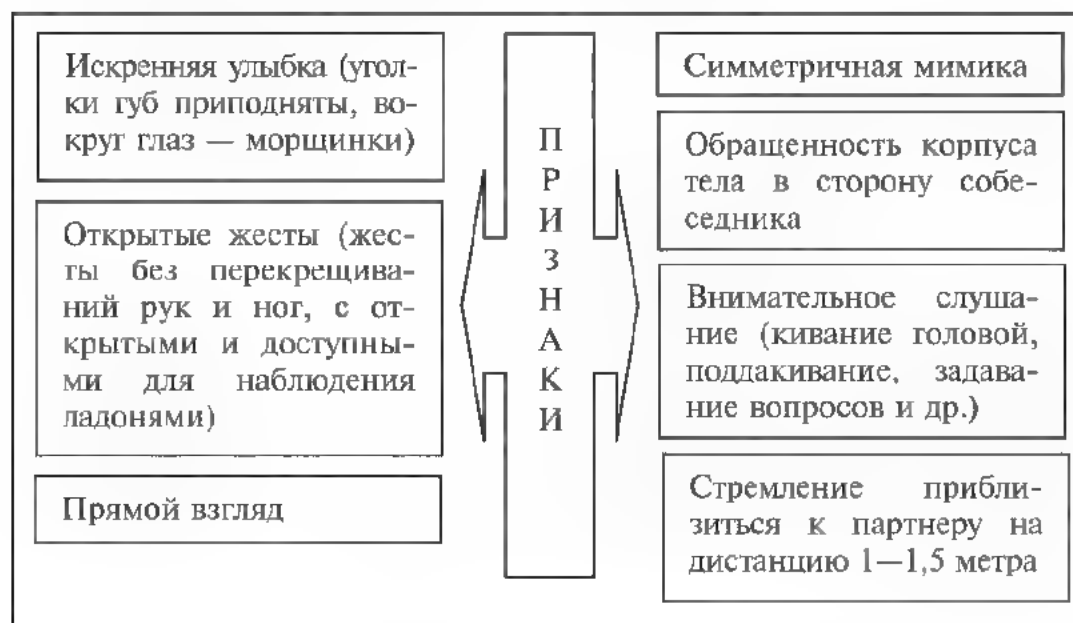 Искренняя улыбка (угол-
ки губ приподняты, во-
круг глаз — морщинки)
Открытые жесты (жес-
ты без перекрещива-
ний рук и ног, с от-
крытыми и доступны-
ми для наблюдения
ладонями)
Прямой взгляд
П
Р
И
З
Н
А
К
И
Симметричная мимика
Обращенность корпуса
тела в сторону собе-
седника
Внимательное слуша-
ние (кивание головой,
поддакивание, задава-
ние вопросов и др.)
Стремление прибли-
зиться к партнеру на
дистанцию 1—1,5 метра